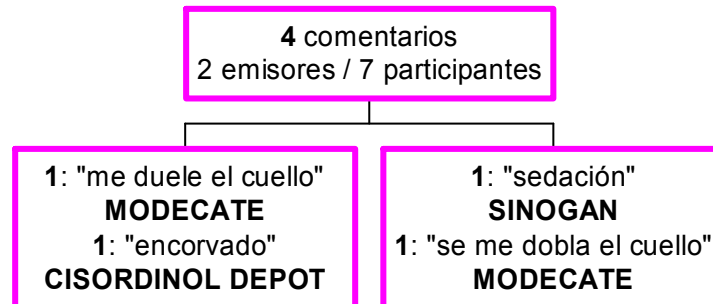 4 comentarios
2 emisores / 7 participantes
1: "me duele el cuello"
MODECATE
1: "encorvado"
CISORDINOL DEPOT
1: "sedación"
SINOGAN
1: "se me dobla el cuello"
MODECATE